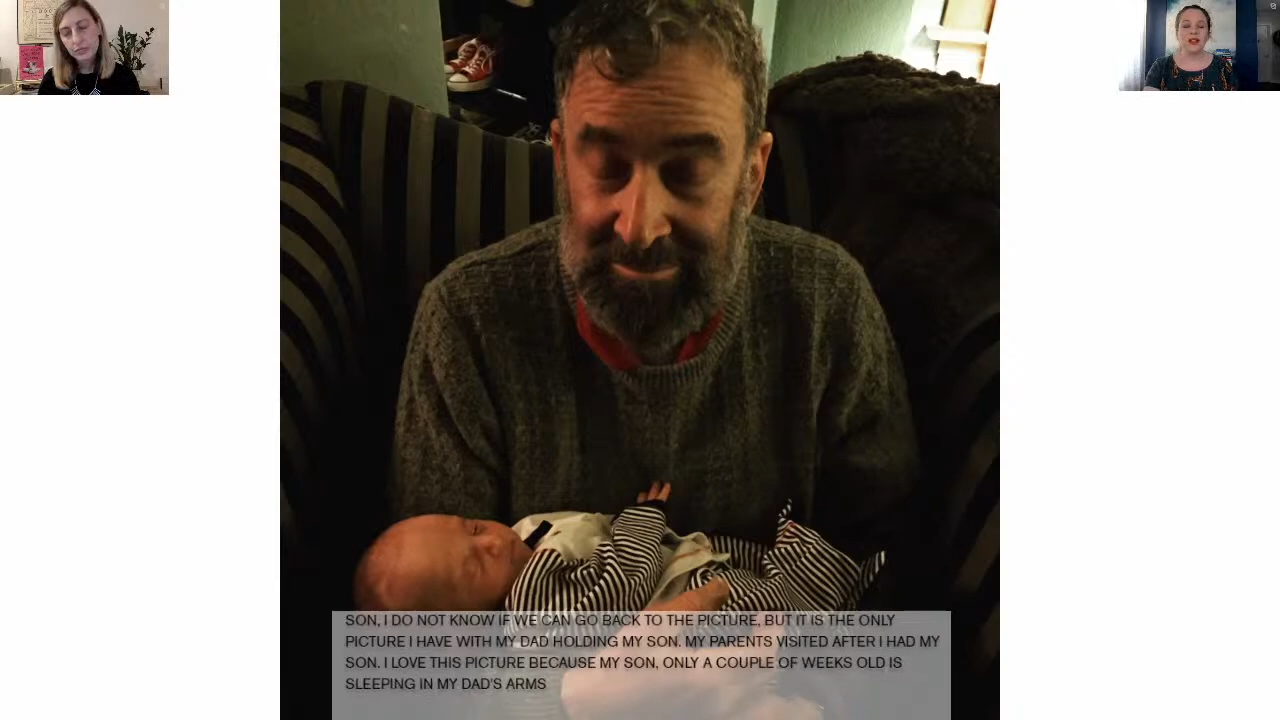 SON, I DO NOT KNOW IF WE CAN GO BACK TO THE PICTURE, BUT IT IS THE ONLY
PICTURE I HAVE WITH MY DAD HOLDING MY SON. MY PARENTS VISITED AFTER I HAD MY
SON. I LOVE THIS PICTURE BECAUSE MY SON, ONLY A COUPLE OF WEEKS OLD IS
SLEEPING IN MY DAD'S ARMS